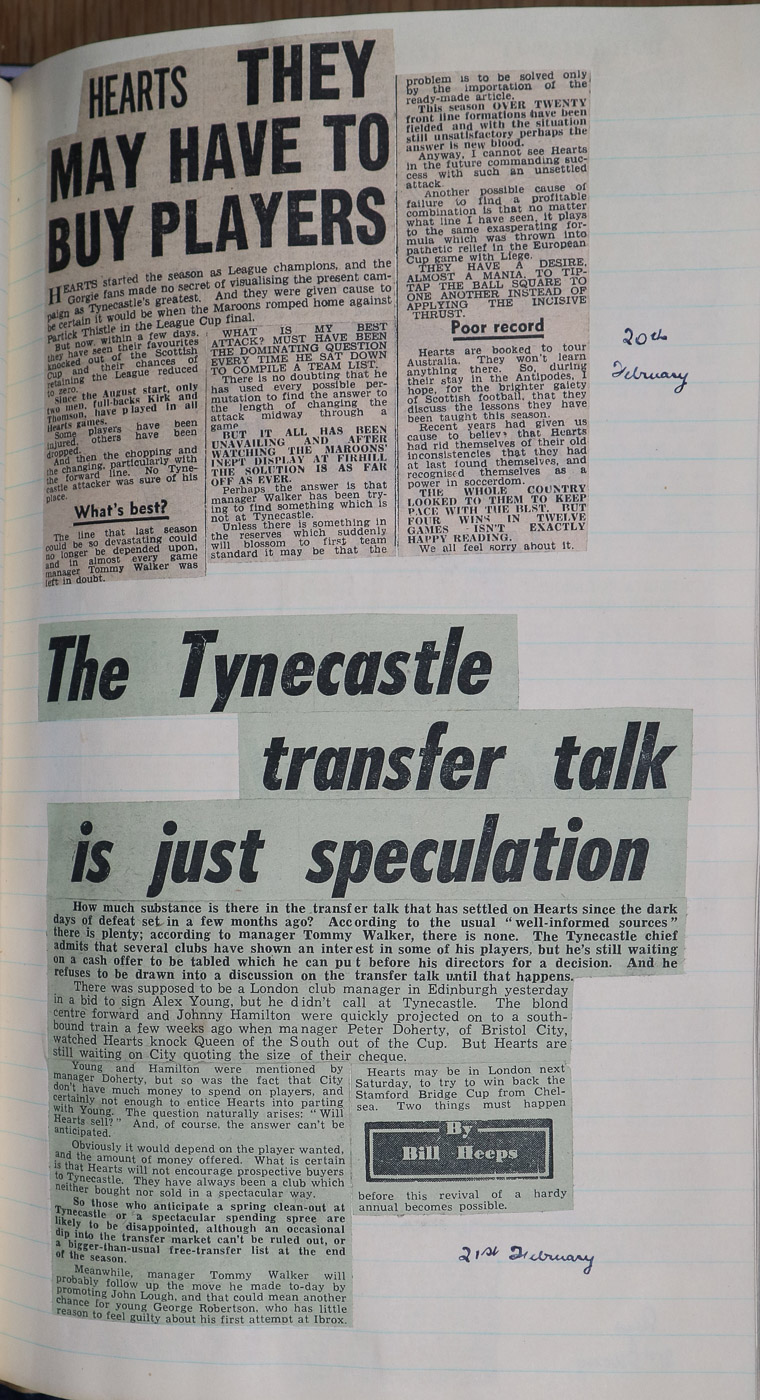 HEARTS THEY
MAY HAVE TO
BUY PLAYERS
HEARTS started the season as League champions, and the
Gorgie fans made no secret of visualising the present cam-
paign as Tynecastle's greatest. And they were given cause to
be certain it would be when the Maroons romped home against
Partick Thistle in the League Cup final.
But now, within a few days,
they have seen their favourites
knocked out of the Scottish
Cup and their chances of
retaining the League reduced
to zero.
Since the August start, only
two men, full-backs Kirk and
Thomson, have played in all
Hearts games.
Some players have been
injured, others have been
dropped.
And then the chopping and
the changing, particularly with
the forward line. No Tyne-
castle attacker was sure of his
place.
What's best?
The line that last season
could be so devastating could
no longer be depended upon,
and in almost every game
manager Tommy Walker was
left in doubt.
WHAT IS MY BEST
ATTACK? MUST HAVE BEEN
THE DOMINATING QUESTION
EVERY TIME HE SAT DOWN
TO COMPILE A TEAM LIST.
There is no doubting that he
has used every possible per-
mutation to find the answer to
the length of changing the
attack midway through a
game
BUT IT ALL HAS BEEN
UNAVAILING AND AFTER
WATCHING THE MAROONS'
INEPT DISPLAY AT FIRHILL
THE SOLUTION IS AS FAR
OFF AS EVER.
Perhaps the answer is that
manager Walker has been try-
ing to find something which is
not at Tynecastle.
Unless there is something in
the reserves which suddenly
will blossom to first team
standard it may be that the
problem is to be solved only
by the importation of the
ready-made article.
This season OVER TWENTY
front line formations have been
fielded and with the situation
still unsatisfactory perhaps the
answer is new blood.
Anyway, I cannot see Hearts
in the future commanding suc-
cess with such an unsettled
attack.
Another possible cause of
failure to find a profitable
combination is that no matter
what line I have seen, it plays
to the same exasperating for-
mula which was thrown into
pathetic relief in the European
Cup game with Liege.
THEY HAVE A DESIRE,
ALMOST A MANIA, TO TIP-
TAP THE BALL SQUARE TO
ONE ANOTHER INSTEAD OF
APPLYING THE INCISIVE
THRUST.
Poor record
Hearts are booked to tour
Australia. They won't learn
anything there. So, during
their stay in the Antipodes, I
hope, for the brighter gaiety
of Scottish football, that they
discuss the lessons they have
been taught this season.
Recent years had given us
cause to believe that Hearts
had rid themselves of their old
inconsistencies that they had
at last found themselves, and
recognised themselves as a
power in soccerdom.
THE WHOLE COUNTRY
LOOKED TO THEM TO KEEP
PACE WITH THE BEST. BUT
FOUR WINS IN TWELVE
GAMES ISN'T EXACTLY
HAPPY READING.
We all feel sorry about it.
20th
February
The Tynecastle
transfer talk
is just speculation
How much substance is there in the transfer talk that has settled on Hearts since the dark
days of defeat set in a few months ago? According to the usual "well-informed sources"
there is plenty; according to manager Tommy Walker, there is none. The Tynecastle chief
admits that several clubs have shown an interest in some of his players, but he's still waiting
on a cash offer to be tabled which he can put before his directors for a decision. And he
refuses to be drawn into a discussion on the transfer talk until that happens.
There was supposed to be a London club manager in Edinburgh yesterday
in a bid to sign Alex Young, but he didn't call at Tynecastle. The blond
centre forward and Johnny Hamilton were quickly projected on to a south-
bound train a few weeks ago when manager Peter Doherty, of Bristol City,
watched Hearts knock Queen of the South out of the Cup. But Hearts are
still waiting on City quoting the size of their cheque.
Young and Hamilton were mentioned by
manager Doherty, but so was the fact that City
don't have much money to spend on players, and
certainly not enough to entice Hearts into parting
with Young. The question naturally arises: "Will
Hearts sell?" And, of course, the answer can't be
anticipated.
Obviously it would depend on the player wanted,
and the amount of money offered. What is certain
is that Hearts will not encourage prospective buyers
to Tynecastle. They have always been a club which
neither bought nor sold in a spectacular way.
So those who anticipate a spring clean-out at
Tynecastle or a spectacular spending spree are
likely to be disappointed, although an occasional
dip into the transfer market can't be ruled out, or
a bigger-than-usual free-transfer list at the end
of the season.
Meanwhile, manager Tommy Walker will
probably follow up the move he made to-day by
promoting John Lough, and that could mean another
chance for young George Robertson, who has little
reason to feel guilty about his first attempt at Ibrox.
Hearts may be in London next
Saturday, to try to win back the
Stamford Bridge Cup from Chel-
sea. Two things must happen
By
Bill Heeps
before this revival of a hardy
annual becomes possible.
21st February